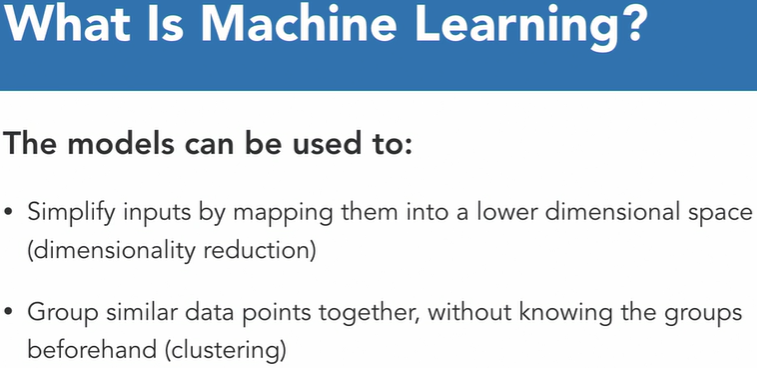 What Is Machine Learning?
The models can be used to:
• Simplify inputs by mapping them into a lower dimensional space
(dimensionality reduction)
• Group similar data points together, without knowing the groups
beforehand (clustering)